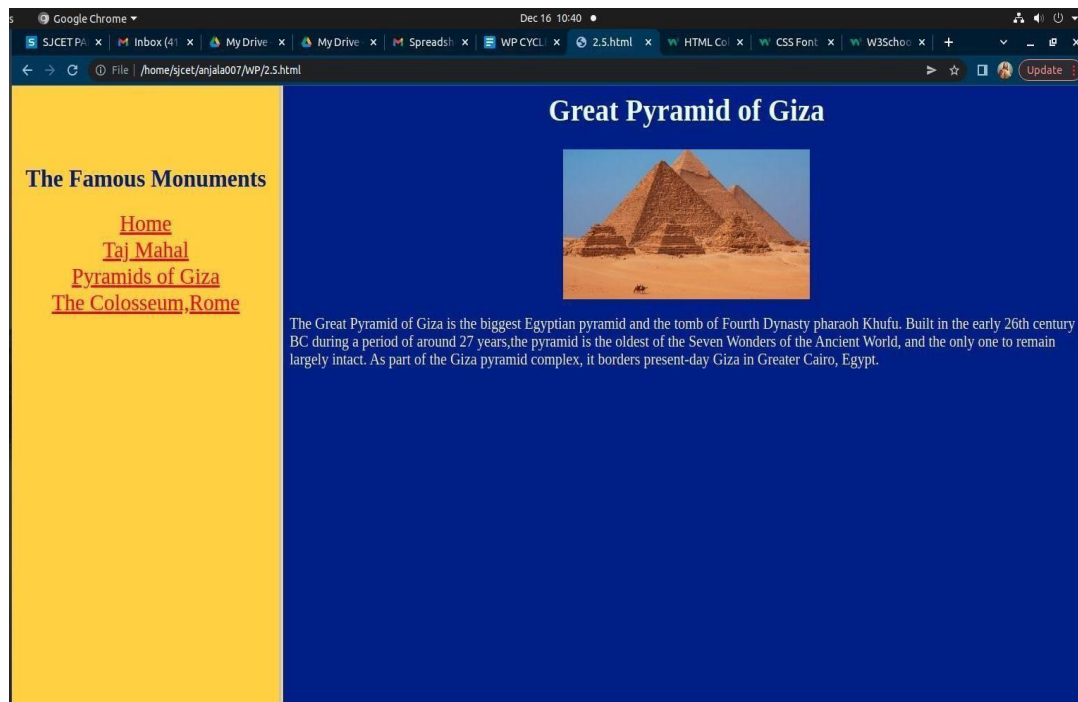 s Google Chrome Dec 16 10:40
SJCET PA My Drive My Drive Spreadsh WP CYCL 2.5.html HTML Col CSS Font W3Schoo
Inbox (41
File /home/sjcet/anjala007/WP/2.5.html Update
Great Pyramid of Giza
The Famous Monuments
Home
Taj Mahal
Pyramids of Giza
The Colosseum,Rome
The Great Pyramid of Giza is the biggest Egyptian pyramid and the tomb of Fourth Dynasty pharaoh Khufu. Built in the early 26th century
BC during a period of around 27 years,the pyramid is the oldest of the Seven Wonders of the Ancient World, and the only one to remain
largely intact. As part of the Giza pyramid complex, it borders present-day Giza in Greater Cairo, Egypt.